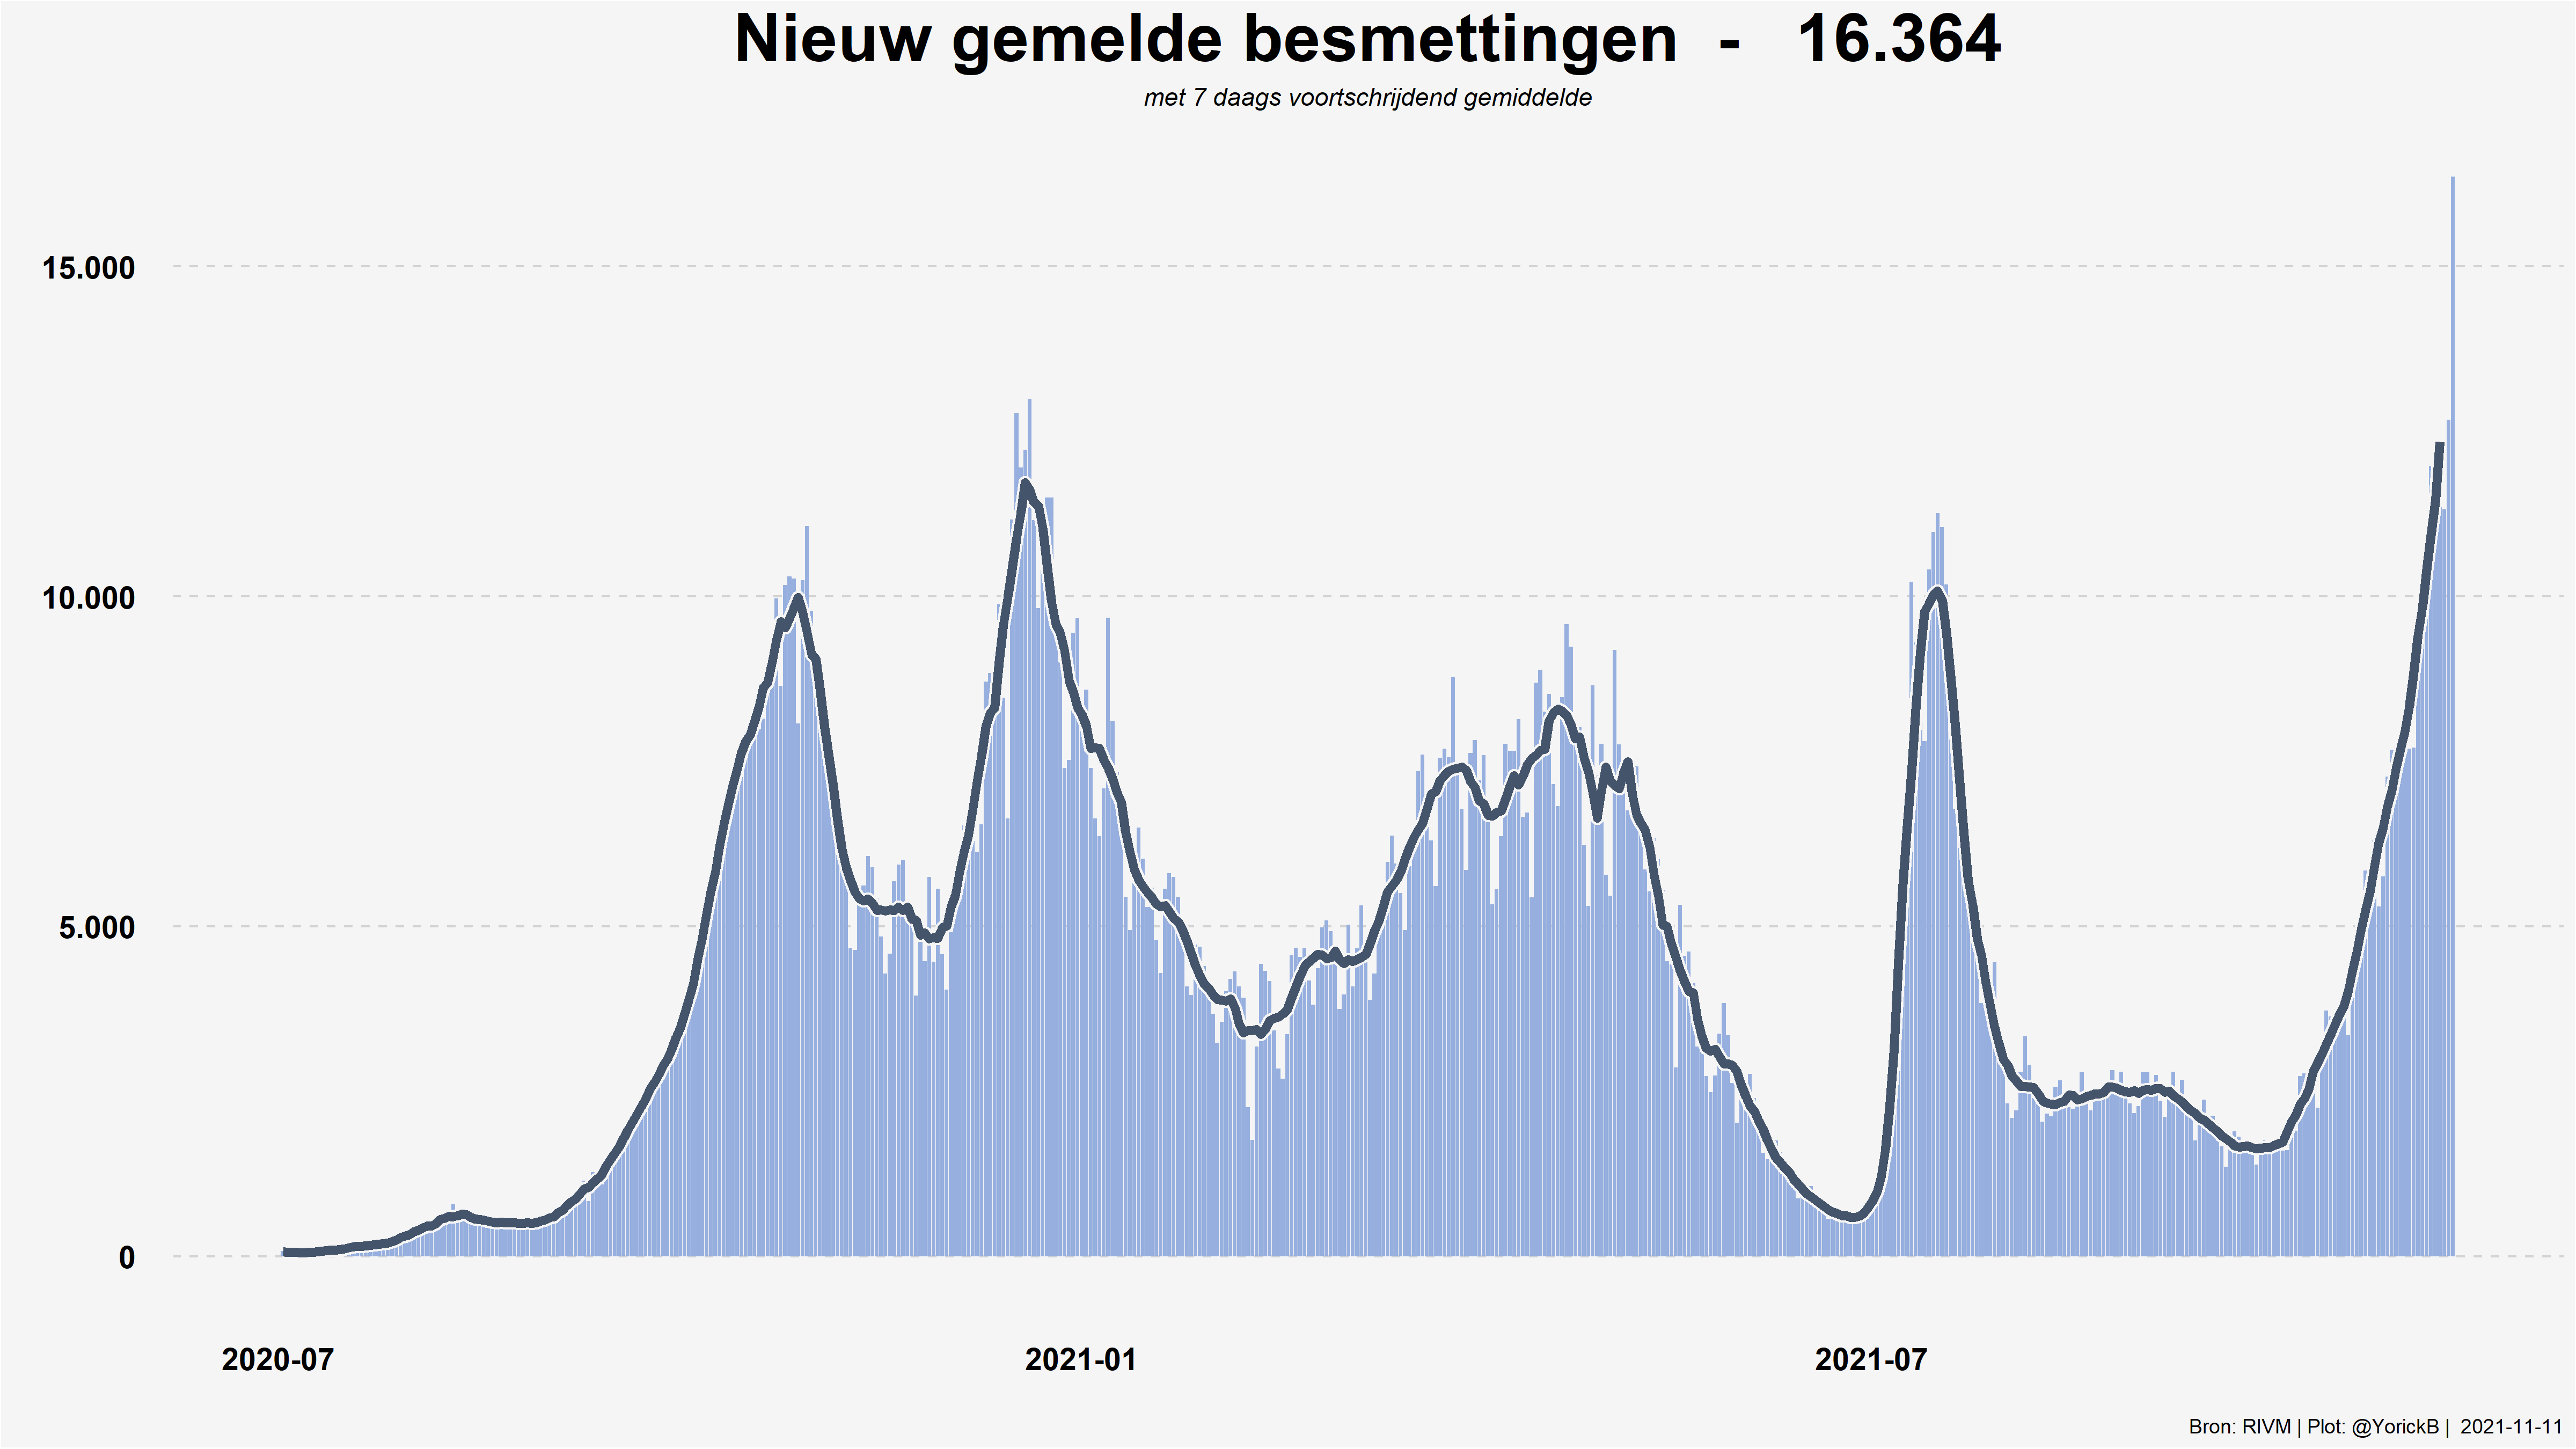 Nieuw gemelde besmettingen - 16.364
met 7 daags voortschrijdend gemiddelde
15.000
10.000
5.000
0
2020-07 2021-01 2021-07
Bron: RIVM | Plot: @YorickB | 2021-11-11